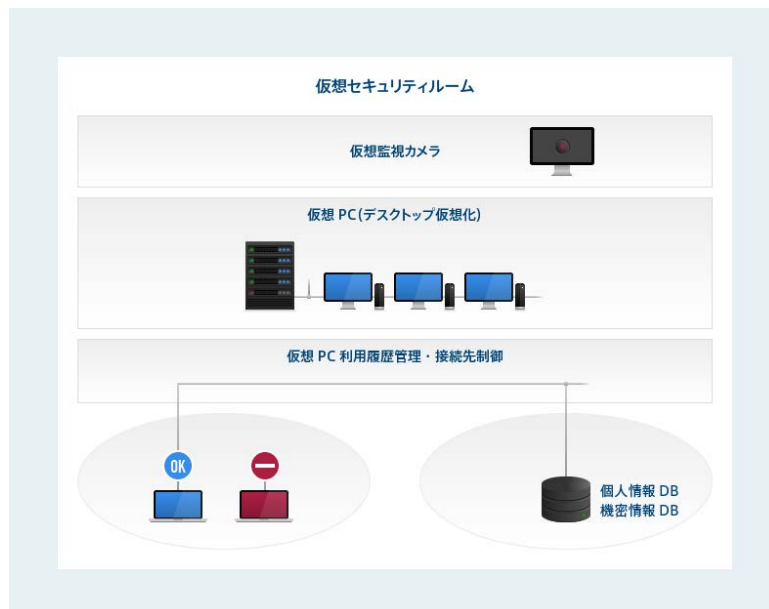 仮想セキュリティルーム
仮想監視カメラ
仮想 PC(デスクトップ仮想化)
仮想 PC 利用履歴管理・接続先制御
OK
個人情報 DB
機密情報 DB